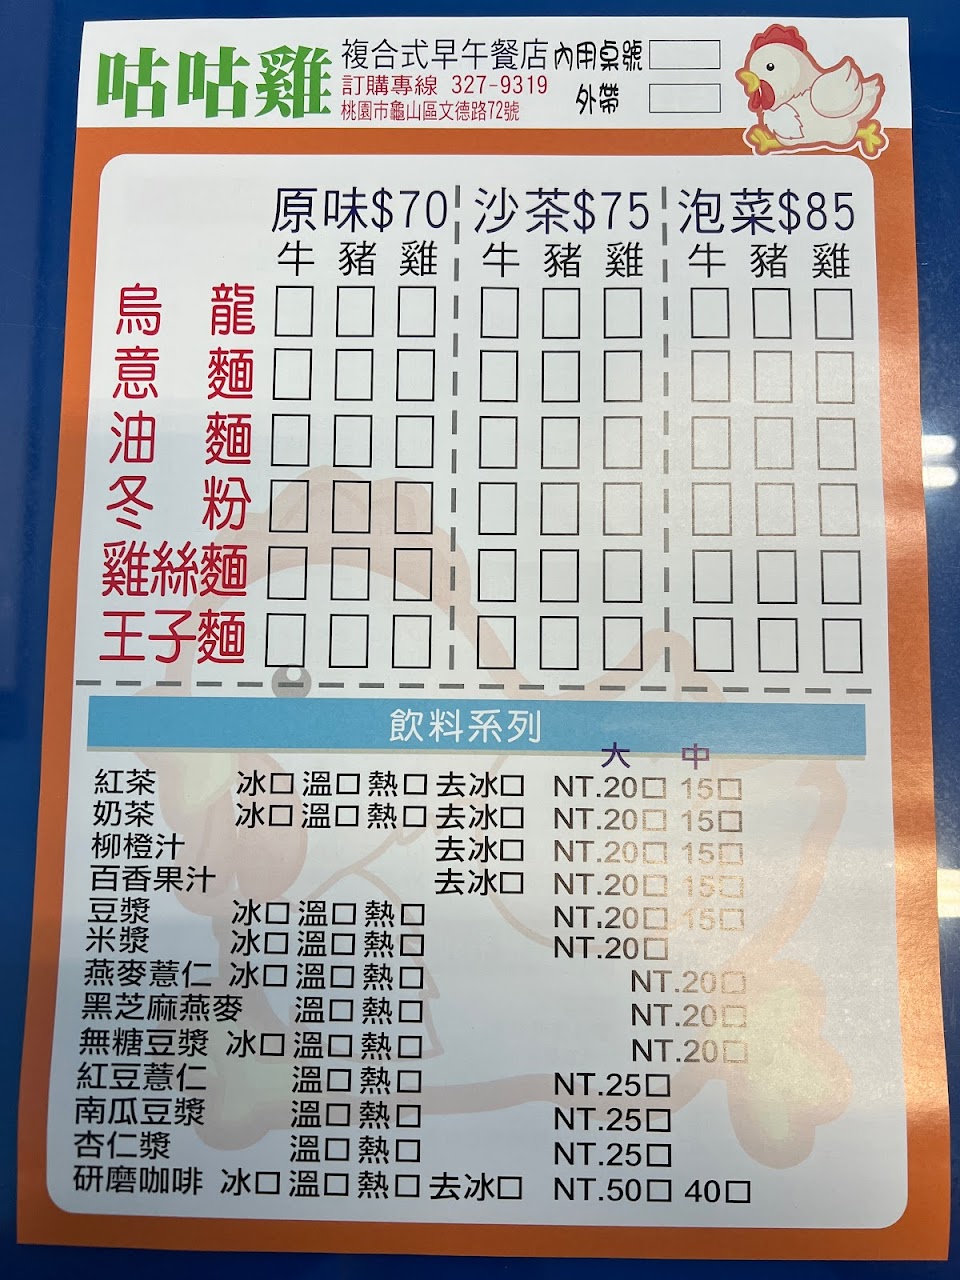 咕咕雞 複合式早午餐店 內用桌號
訂購專線 327-9319 外帶
桃園市龜山區文德路72號
原味$70 沙茶$75 泡菜$85
牛 豬 雞 牛 豬 雞 牛 豬 雞
烏龍 □ □ □ □ □ □ □ □ □
意麵 □ □ □ □ □ □ □ □ □
油麵 □ □ □ □ □ □ □ □ □
冬粉 □ □ □ □ □ □ □ □ □
雞絲麵 □ □ □ □ □ □ □ □ □
王子麵 □ □ □ □ □ □ □ □ □
飲料系列
大 中
紅茶 冰□ 溫□ 熱□ 去冰□ NT.20□ 15□
奶茶 冰□ 溫□ 熱□ 去冰□ NT.20□ 15□
柳橙汁 去冰□ NT.20□ 15□
百香果汁 去冰□ NT.20□ 15□
豆漿 冰□ 溫□ 熱□ NT.20□ 15□
米漿 冰□ 溫□ 熱□ NT.20□
燕麥薏仁 冰□ 溫□ 熱□ NT.20□
黑芝麻燕麥 溫□ 熱□ NT.20□
無糖豆漿 冰□ 溫□ 熱□ NT.20□
紅豆薏仁 溫□ 熱□ NT.25□
南瓜豆漿 溫□ 熱□ NT.25□
杏仁漿 溫□ 熱□ NT.25□
研磨咖啡 冰□ 溫□ 熱□ 去冰□ NT.50□ 40□